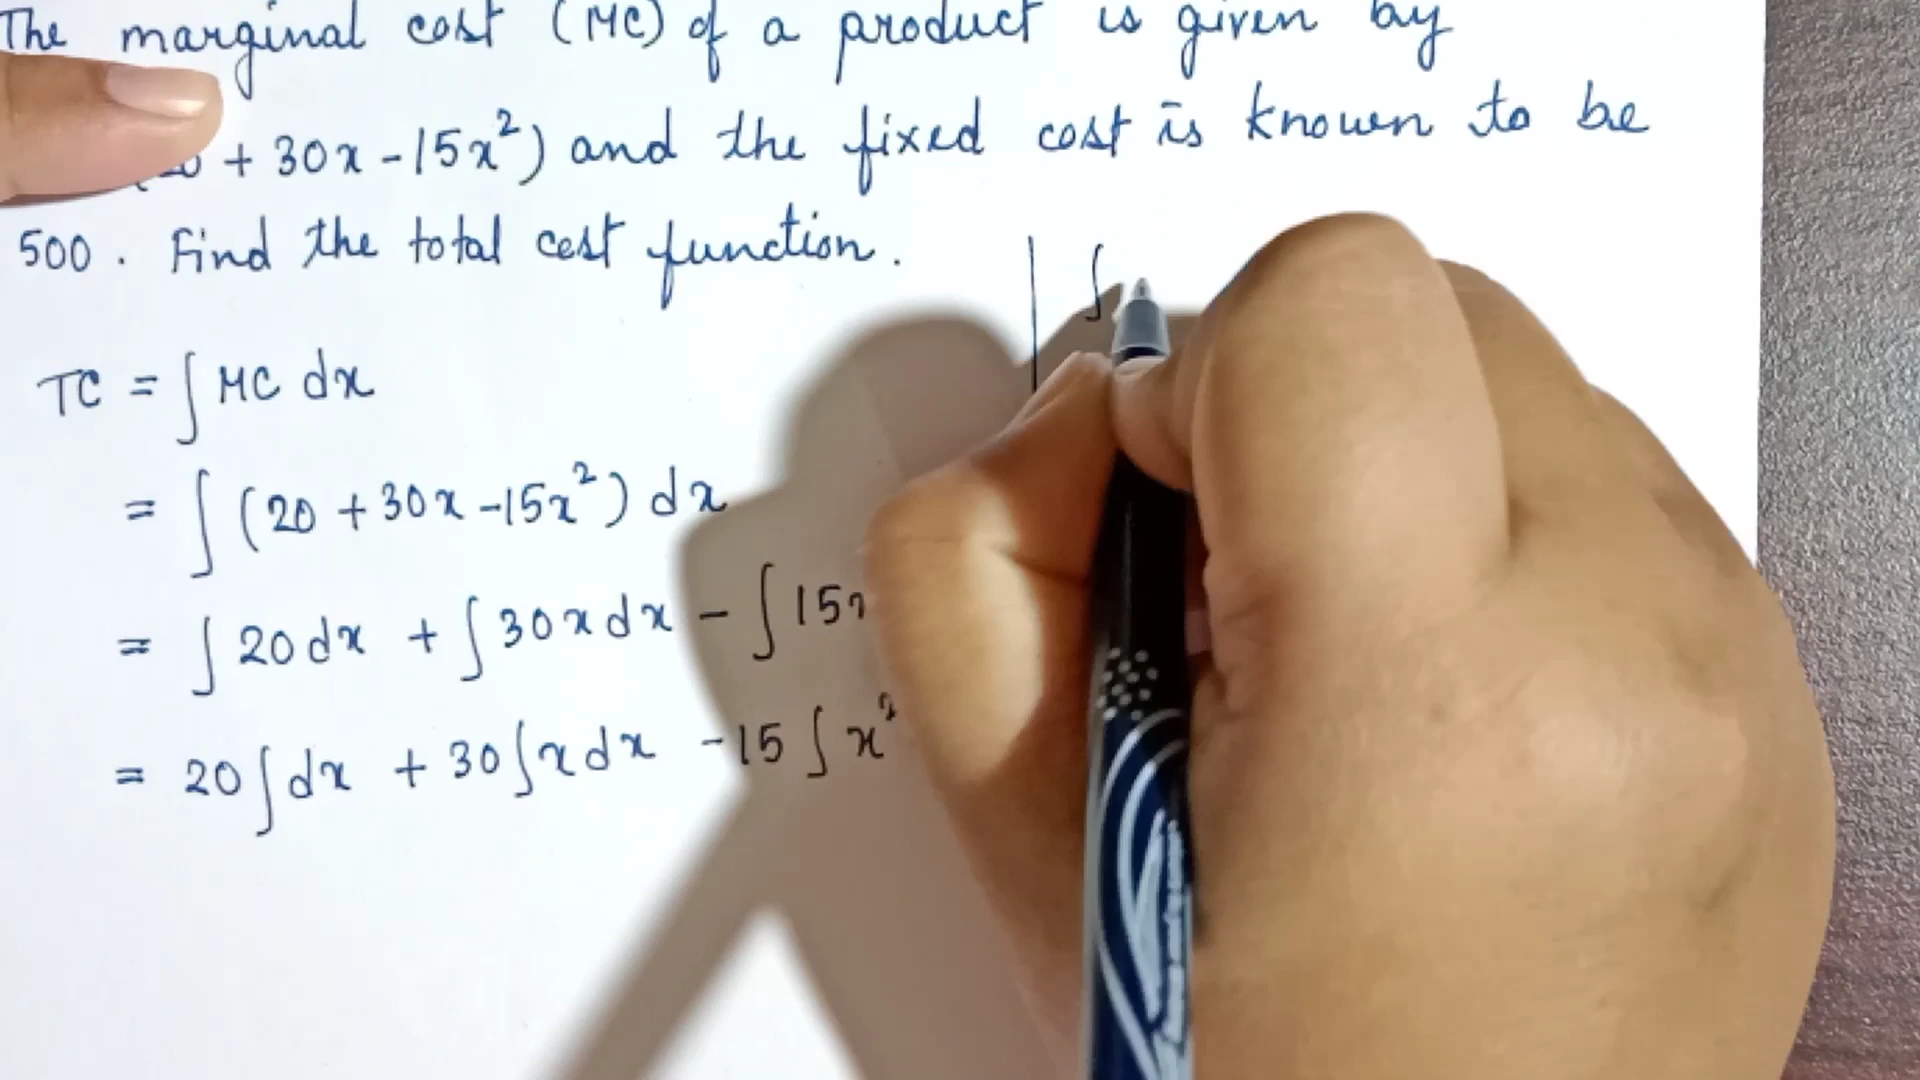 The marginal cost (MC) of a product is given by
+ 30x - 15x²) and the fixed cost is known to be
500. Find the total cost function.
∫
TC = ∫ MC dx
= ∫ (20 + 30x - 15x²) dx
= ∫ 20 dx + ∫ 30x dx - ∫ 15x
= 20 ∫ dx + 30 ∫ x dx - 15 ∫ x²